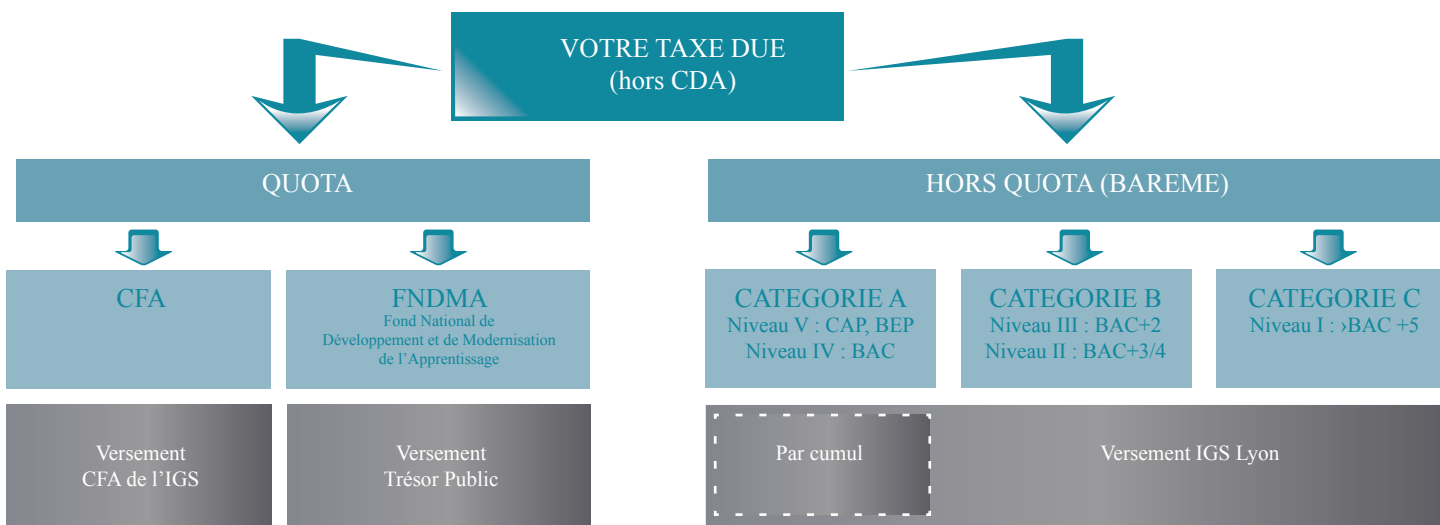 VOTRE TAXE DUE
(hors CDA)
QUOTA
HORS QUOTA (BAREME)
CFA
FNDMA
Fond National de
Développement et de Modernisation
de l’Apprentissage
CATEGORIE A
Niveau V : CAP, BEP
Niveau IV : BAC
CATEGORIE B
Niveau III : BAC+2
Niveau II : BAC+3/4
CATEGORIE C
Niveau I : ›BAC +5
Versement
CFA de l’IGS
Versement
Trésor Public
Par cumul
Versement IGS Lyon